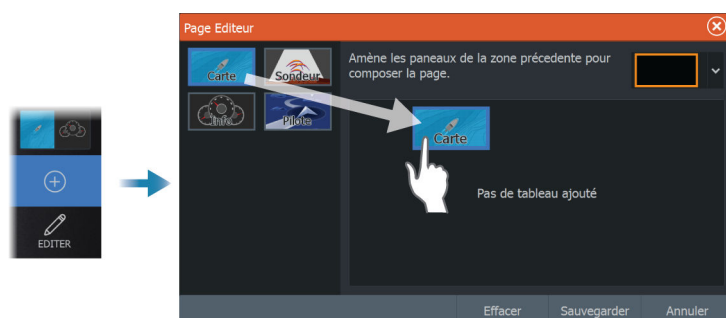 EDITER
Page Editeur
Carte
Sondeur
Info
Pilote
Amène les panneaux de la zone précedente pour
composer la page.
Carte
Pas de tableau ajouté
Effacer
Sauvegarder
Annuler